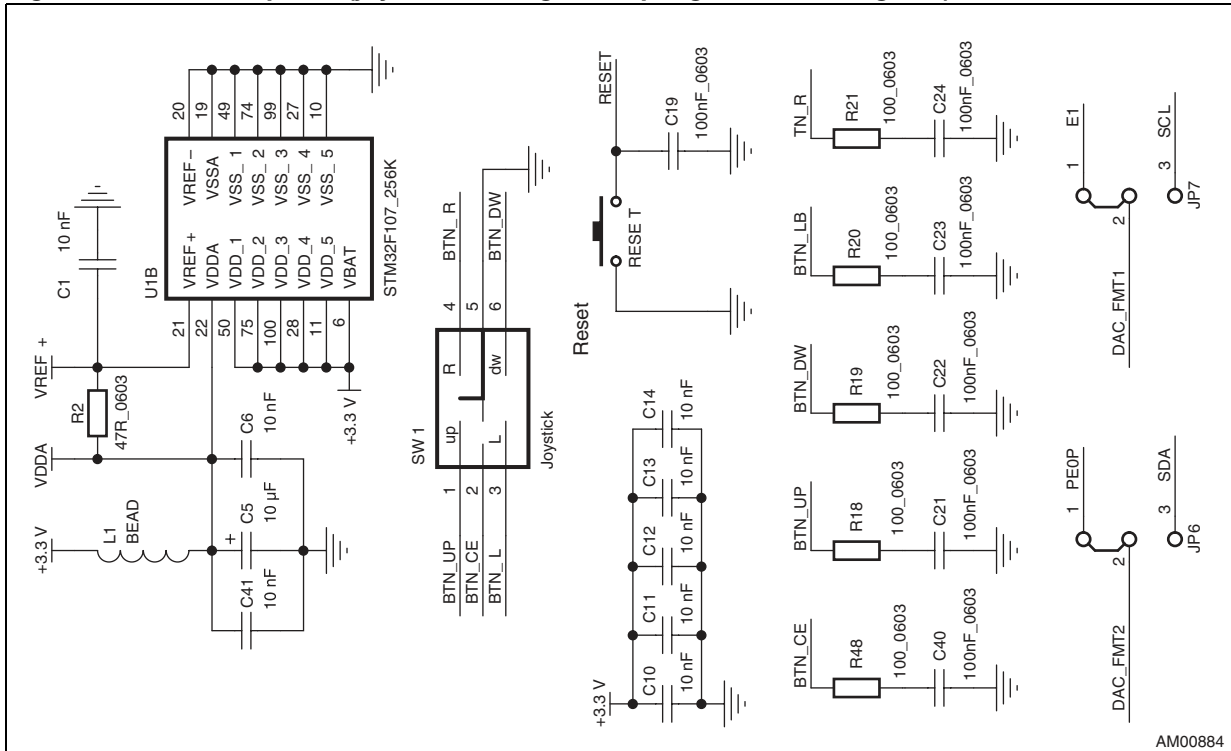 +3.3 V
L1
BEAD
C41
10 nF
C5
10 µF
+
C6
10 nF
VDDA
R2
47R_0603
VREF +
C1
10 nF
U1B
21
22
50
75
100
28
11
6
VREF+
VDDA
VDD_1
VDD_2
VDD_3
VDD_4
VDD_5
VBAT
VREF-
VSSA
VSS_1
VSS_2
VSS_3
VSS_4
VSS_5
20
19
49
74
99
27
10
STM32F107_256K
+3.3 V
SW1
BTN_UP
BTN_CE
BTN_L
1
2
3
up
L
R
dw
4
5
6
BTN_R
BTN_DW
Joystick
Reset
RESET
RESET
C19
100nF_0603
+3.3 V
C10
10 nF
C11
10 nF
C12
10 nF
C13
10 nF
C14
10 nF
BTN_CE
R48
100_0603
C40
100nF_0603
BTN_UP
R18
100_0603
C21
100nF_0603
BTN_DW
R19
100_0603
C22
100nF_0603
BTN_LB
R20
100_0603
C23
100nF_0603
TN_R
R21
100_0603
C24
100nF_0603
DAC_FMT2
1
PE0P
2
3
SDA
JP6
DAC_FMT1
1
E1
2
3
SCL
JP7
AM00884